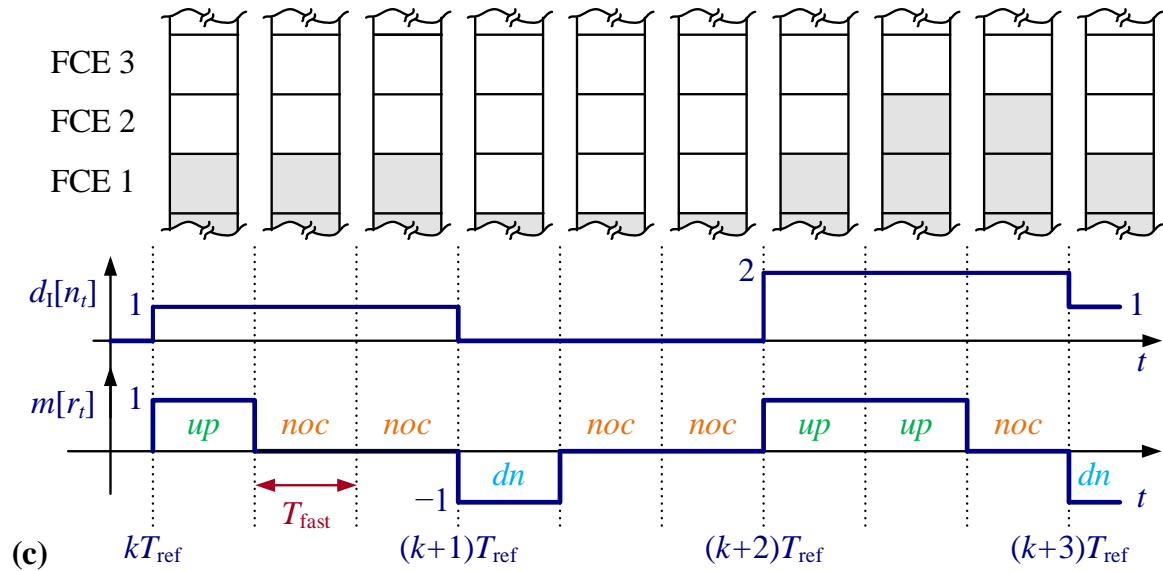 FCE 3
FCE 2
FCE 1
d_I[n_t] 1 2 1
t
m[r_t] 1 up noc noc noc noc up up noc
−1 dn dn t
T_fast
(c) kT_ref (k+1)T_ref (k+2)T_ref (k+3)T_ref